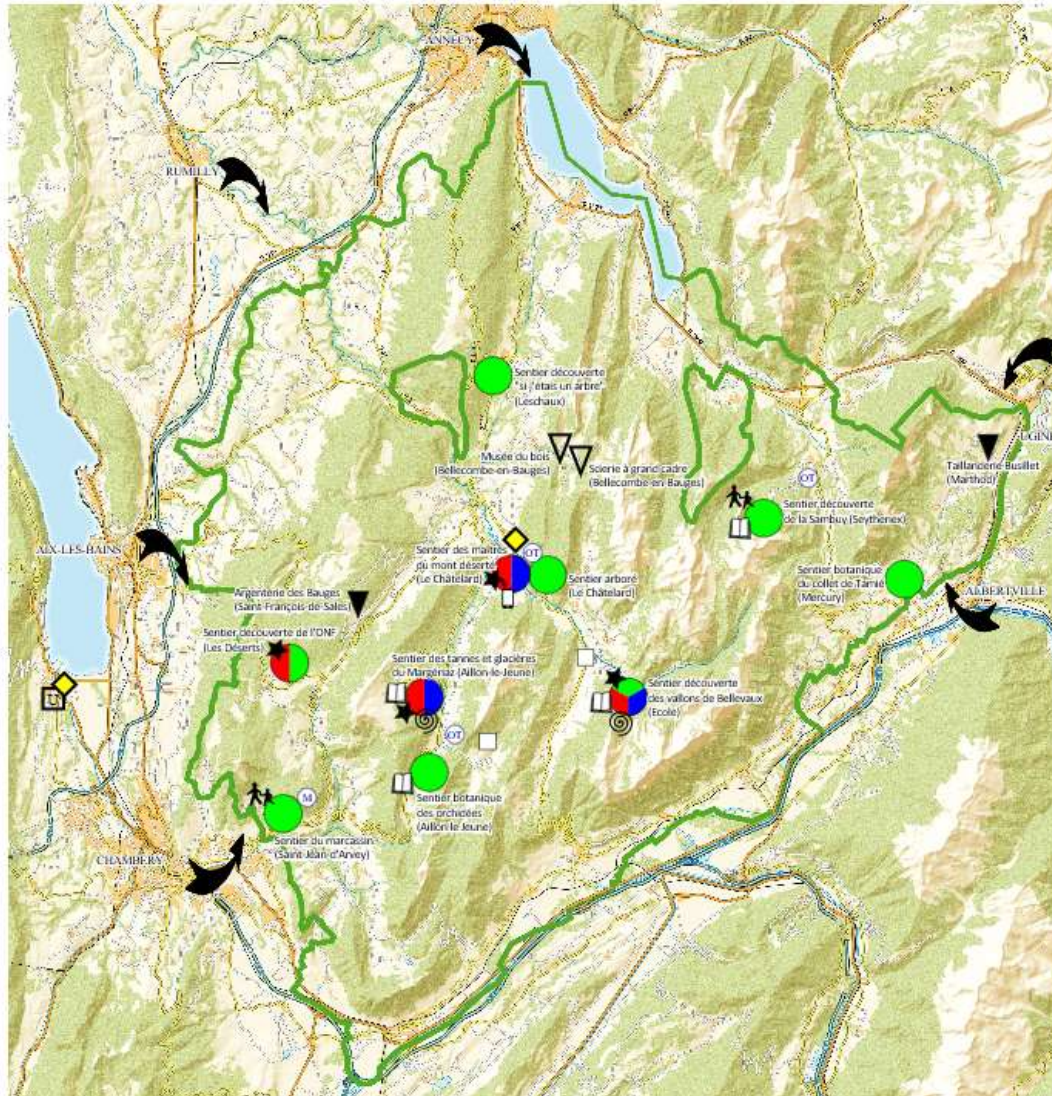 ANNECY
RUMILLY
Sentier découverte
"si j'étais un arbre"
(Leschaux)
UGINE
Musée du bois
(Bellecombe-en-Bauges)
Scierie à grand cadre
(Bellecombe-en-Bauges)
Taillanderie Busillet
(Marthod)
OT
Sentier découverte
de la Sambuy (Seythenex)
AIX-LES-BAINS
Sentier des maîtres
du mont déserté
(Le Châtelard)
OT
Sentier arboré
(Le Châtelard)
Sentier botanique
du collet de Tamié
(Mercury)
ALBERTVILLE
Argenterie des Bauges
(Saint-François-de-Sales)
Sentier découverte de l'ONF
(Les Déserts)
Sentier des tannes et glacières
du Margériaz (Aillon-le-Jeune)
Sentier découverte
des vallons de Bellevaux
(Ecole)
OT
Sentier botanique
des orchidées
(Aillon le Jeune)
M
Sentier du marcassin
(Saint-Jean-d'Arvey)
CHAMBÉRY